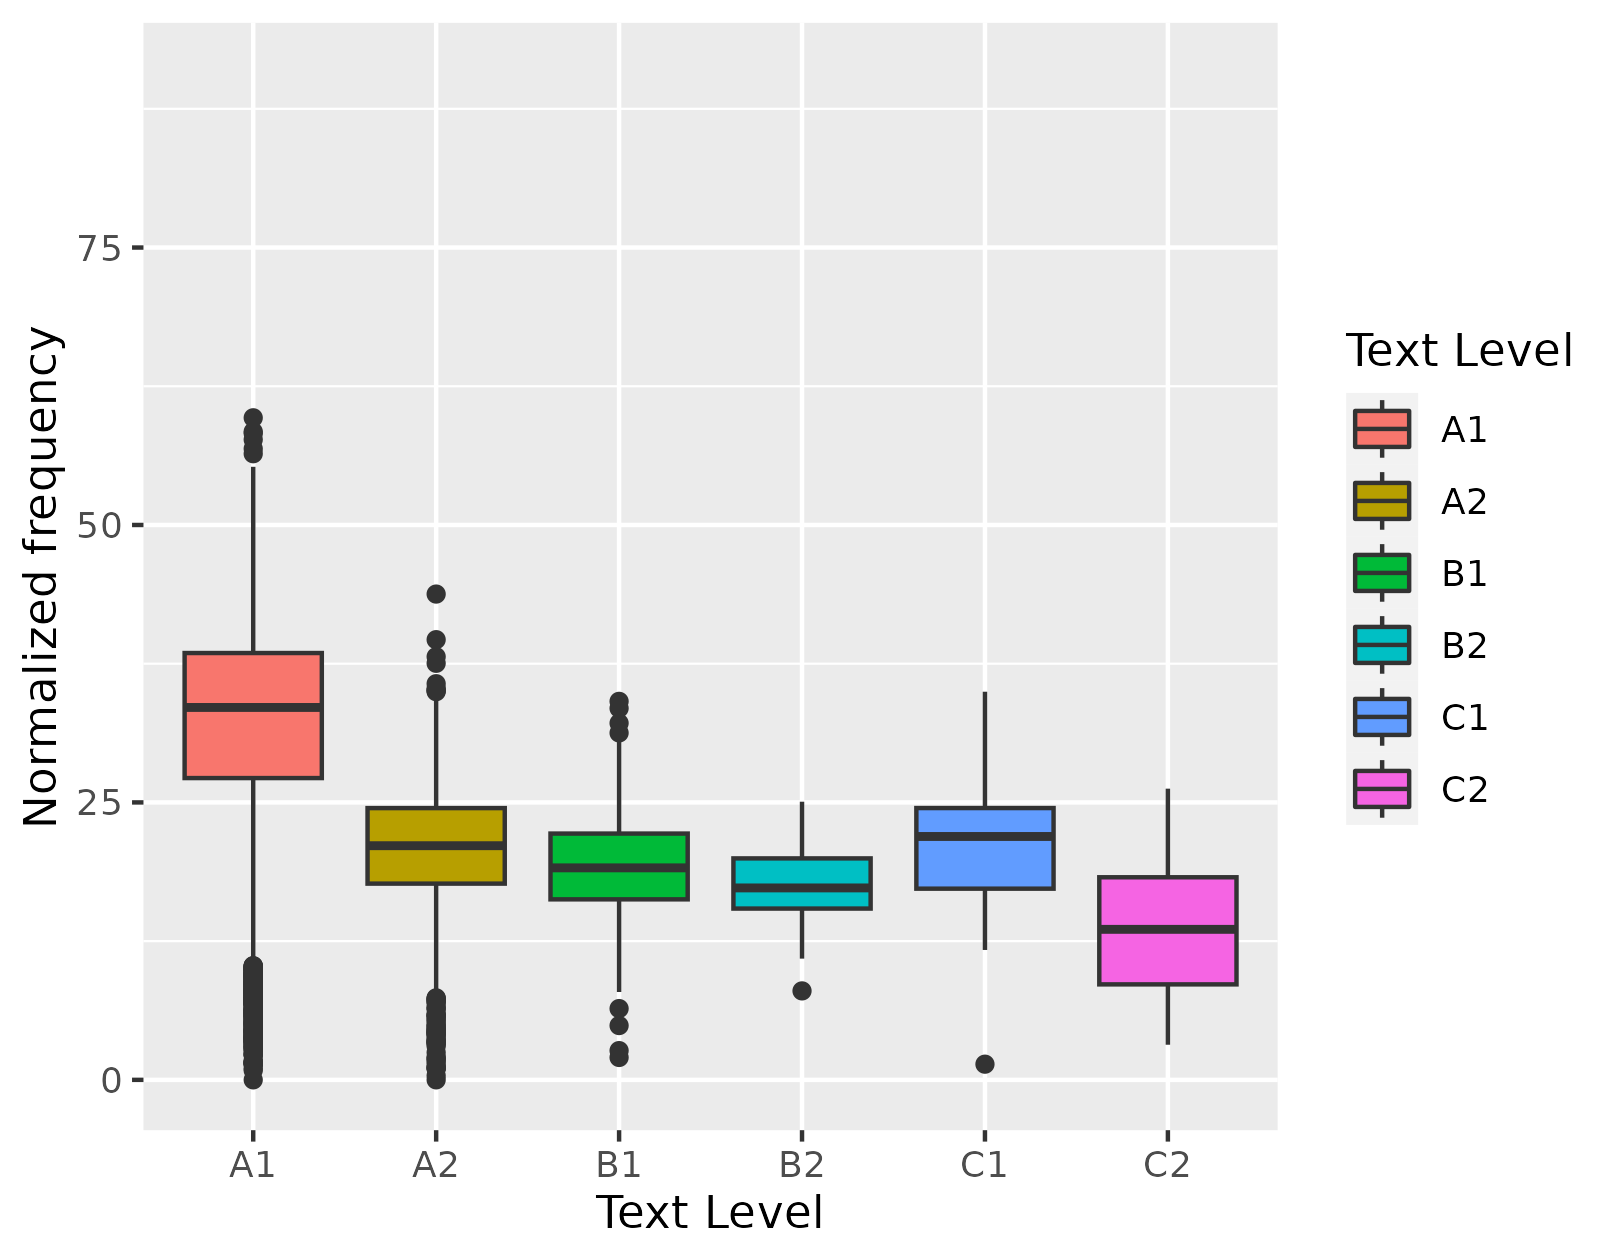 Normalized frequency
75
50
25
0
A1 A2 B1 B2 C1 C2
Text Level
Text Level
A1
A2
B1
B2
C1
C2